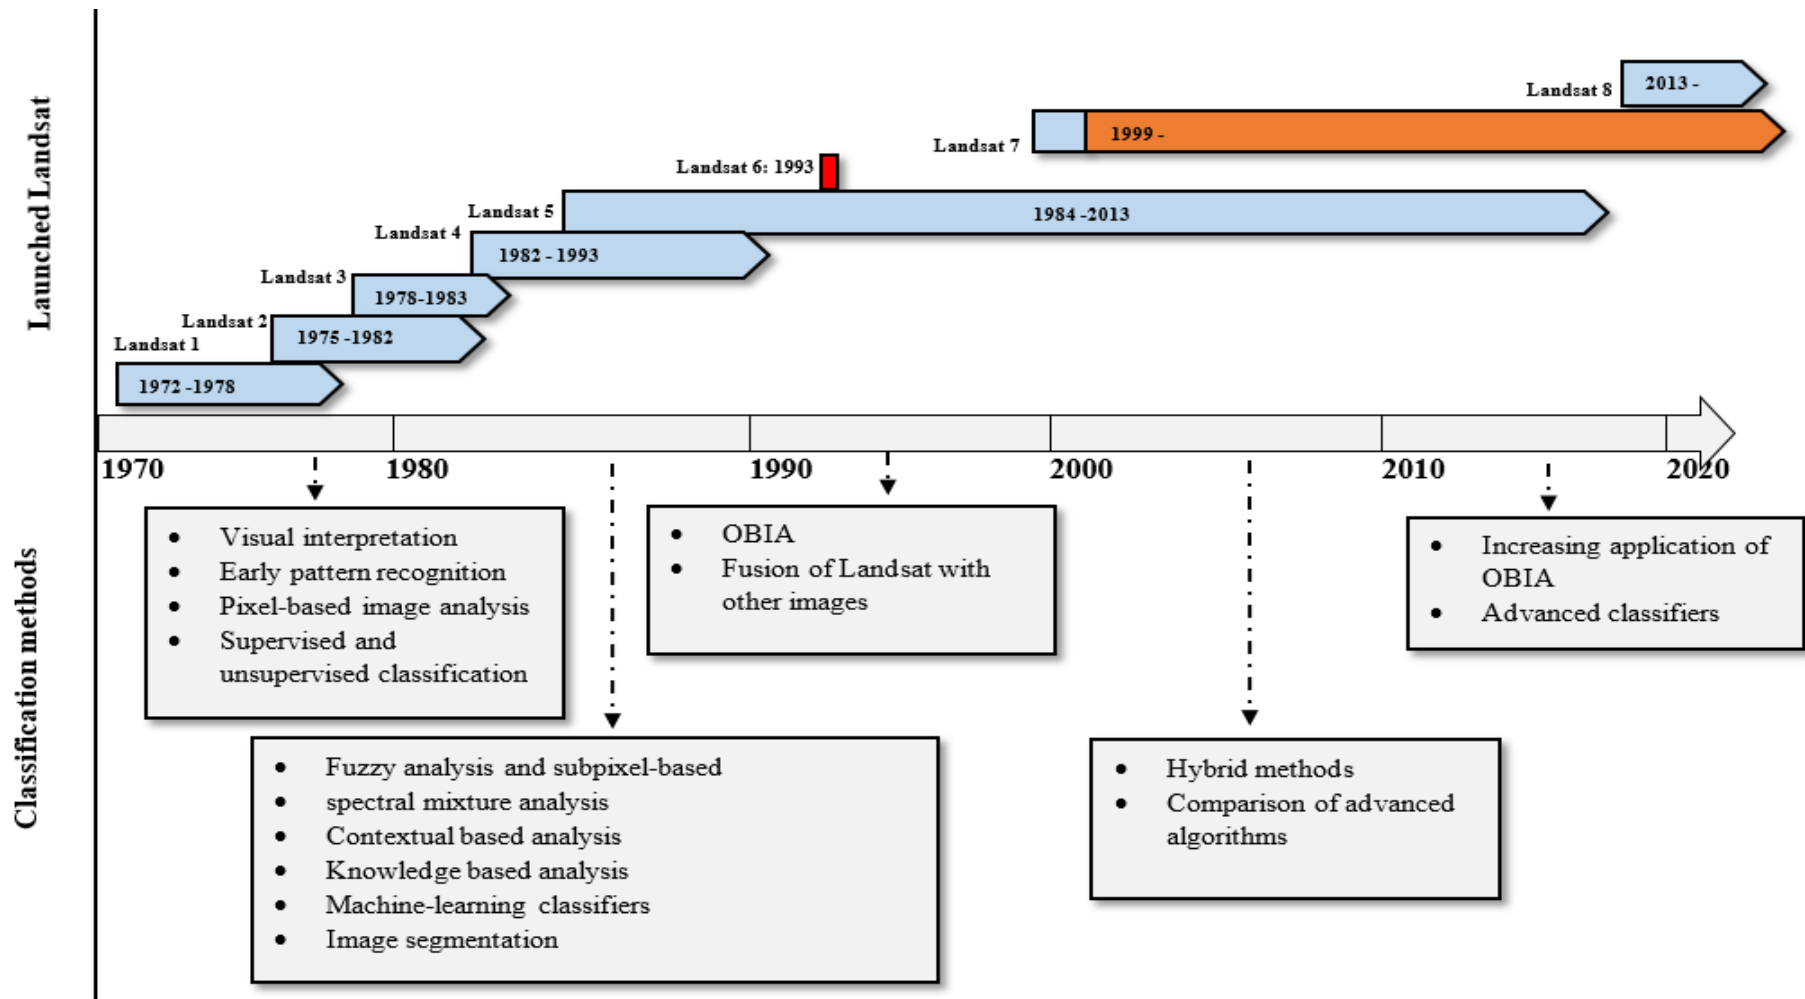 Launched Landsat
Landsat 8
2013 -
Landsat 7
1999 -
Landsat 6: 1993
Landsat 5
1984 -2013
Landsat 4
1982 - 1993
Landsat 3
1978-1983
Landsat 2
1975 -1982
Landsat 1
1972 -1978
1970
1980
1990
2000
2010
2020
Classification methods
• Visual interpretation
• Early pattern recognition
• Pixel-based image analysis
• Supervised and
unsupervised classification
• Fuzzy analysis and subpixel-based
• spectral mixture analysis
• Contextual based analysis
• Knowledge based analysis
• Machine-learning classifiers
• Image segmentation
• OBIA
• Fusion of Landsat with
other images
• Hybrid methods
• Comparison of advanced
algorithms
• Increasing application of
OBIA
• Advanced classifiers